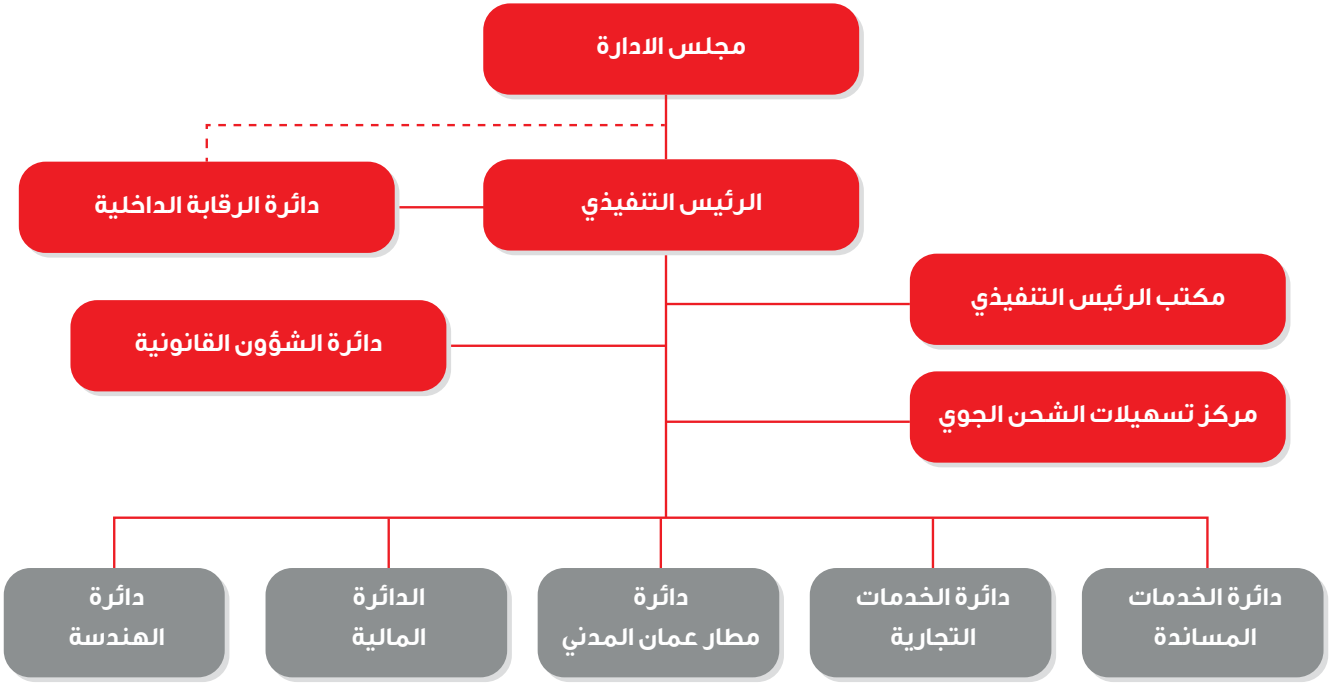 مجلس الادارة
الرئيس التنفيذي
دائرة الرقابة الداخلية
مكتب الرئيس التنفيذي
دائرة الشؤون القانونية
مركز تسهيلات الشحن الجوي
دائرة الخدمات
المساندة
دائرة الخدمات
التجارية
دائرة
مطار عمان المدني
الدائرة
المالية
دائرة
الهندسة